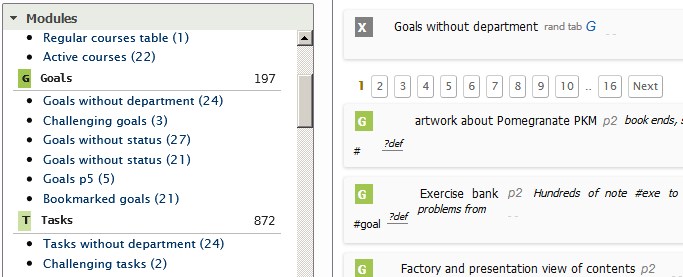 Modules
Regular courses table (1)
Active courses (22)
G Goals 197
Goals without department (24)
Challenging goals (3)
Goals without status (27)
Goals without status (21)
Goals p5 (5)
Bookmarked goals (21)
T Tasks 872
Tasks without department (24)
Challenging tasks (2)
X Goals without department rand tab G
1 2 3 4 5 6 7 8 9 10 .. 16 Next
G artwork about Pomegranate PKM p2 book ends,
# ?def
G Exercise bank p2 Hundreds of note #exe to
#goal ?def problems from
G Factory and presentation view of contents p2